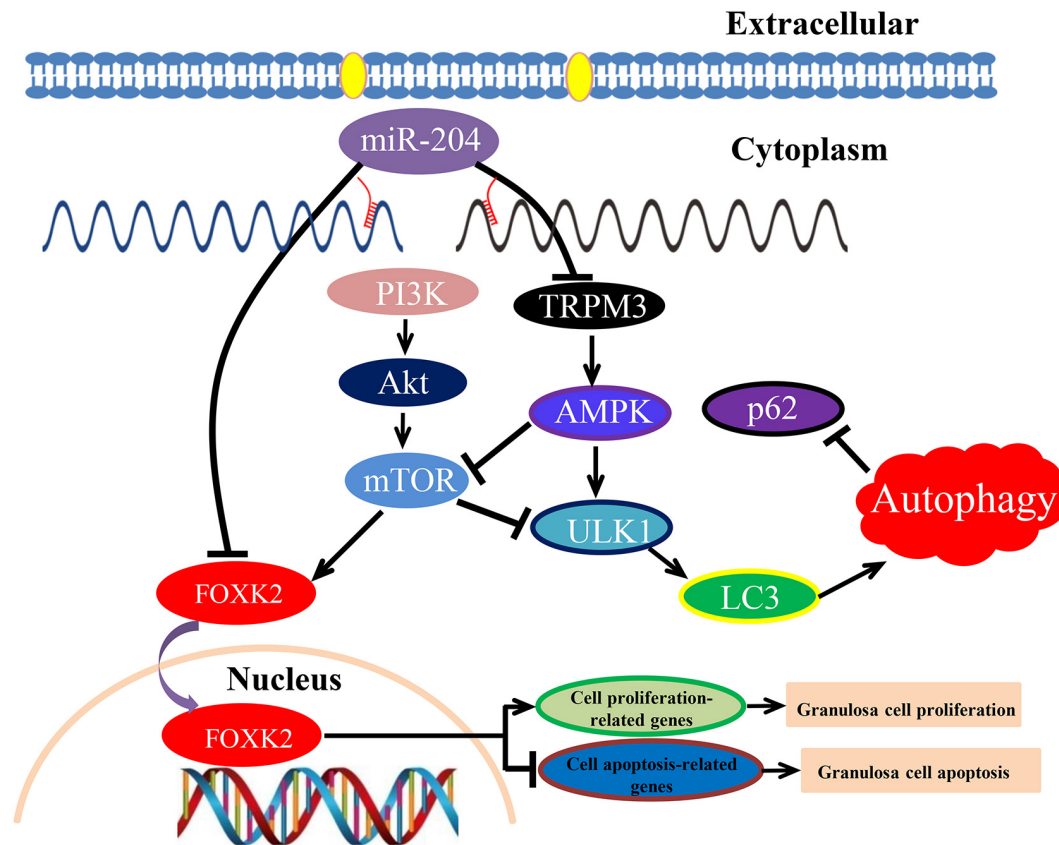 Extracellular
miR-204
Cytoplasm
PI3K
TRPM3
Akt
AMPK
p62
mTOR
Autophagy
ULK1
FOXK2
LC3
Nucleus
Cell proliferation-
related genes
Granulosa cell proliferation
FOXK2
Cell apoptosis-related
genes
Granulosa cell apoptosis